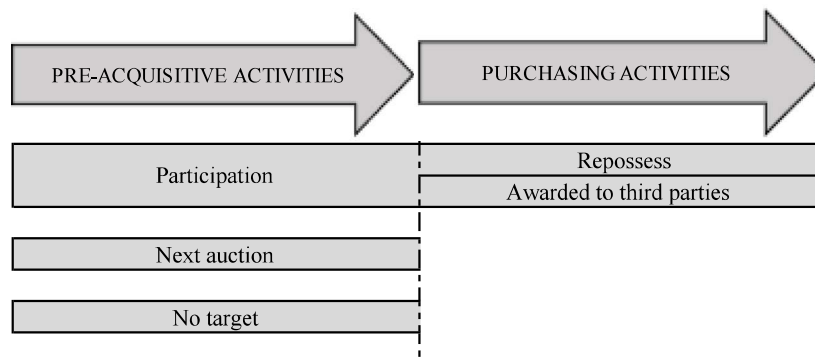 PRE-ACQUISITIVE ACTIVITIES
PURCHASING ACTIVITIES
Participation
Repossess
Awarded to third parties
Next auction
No target